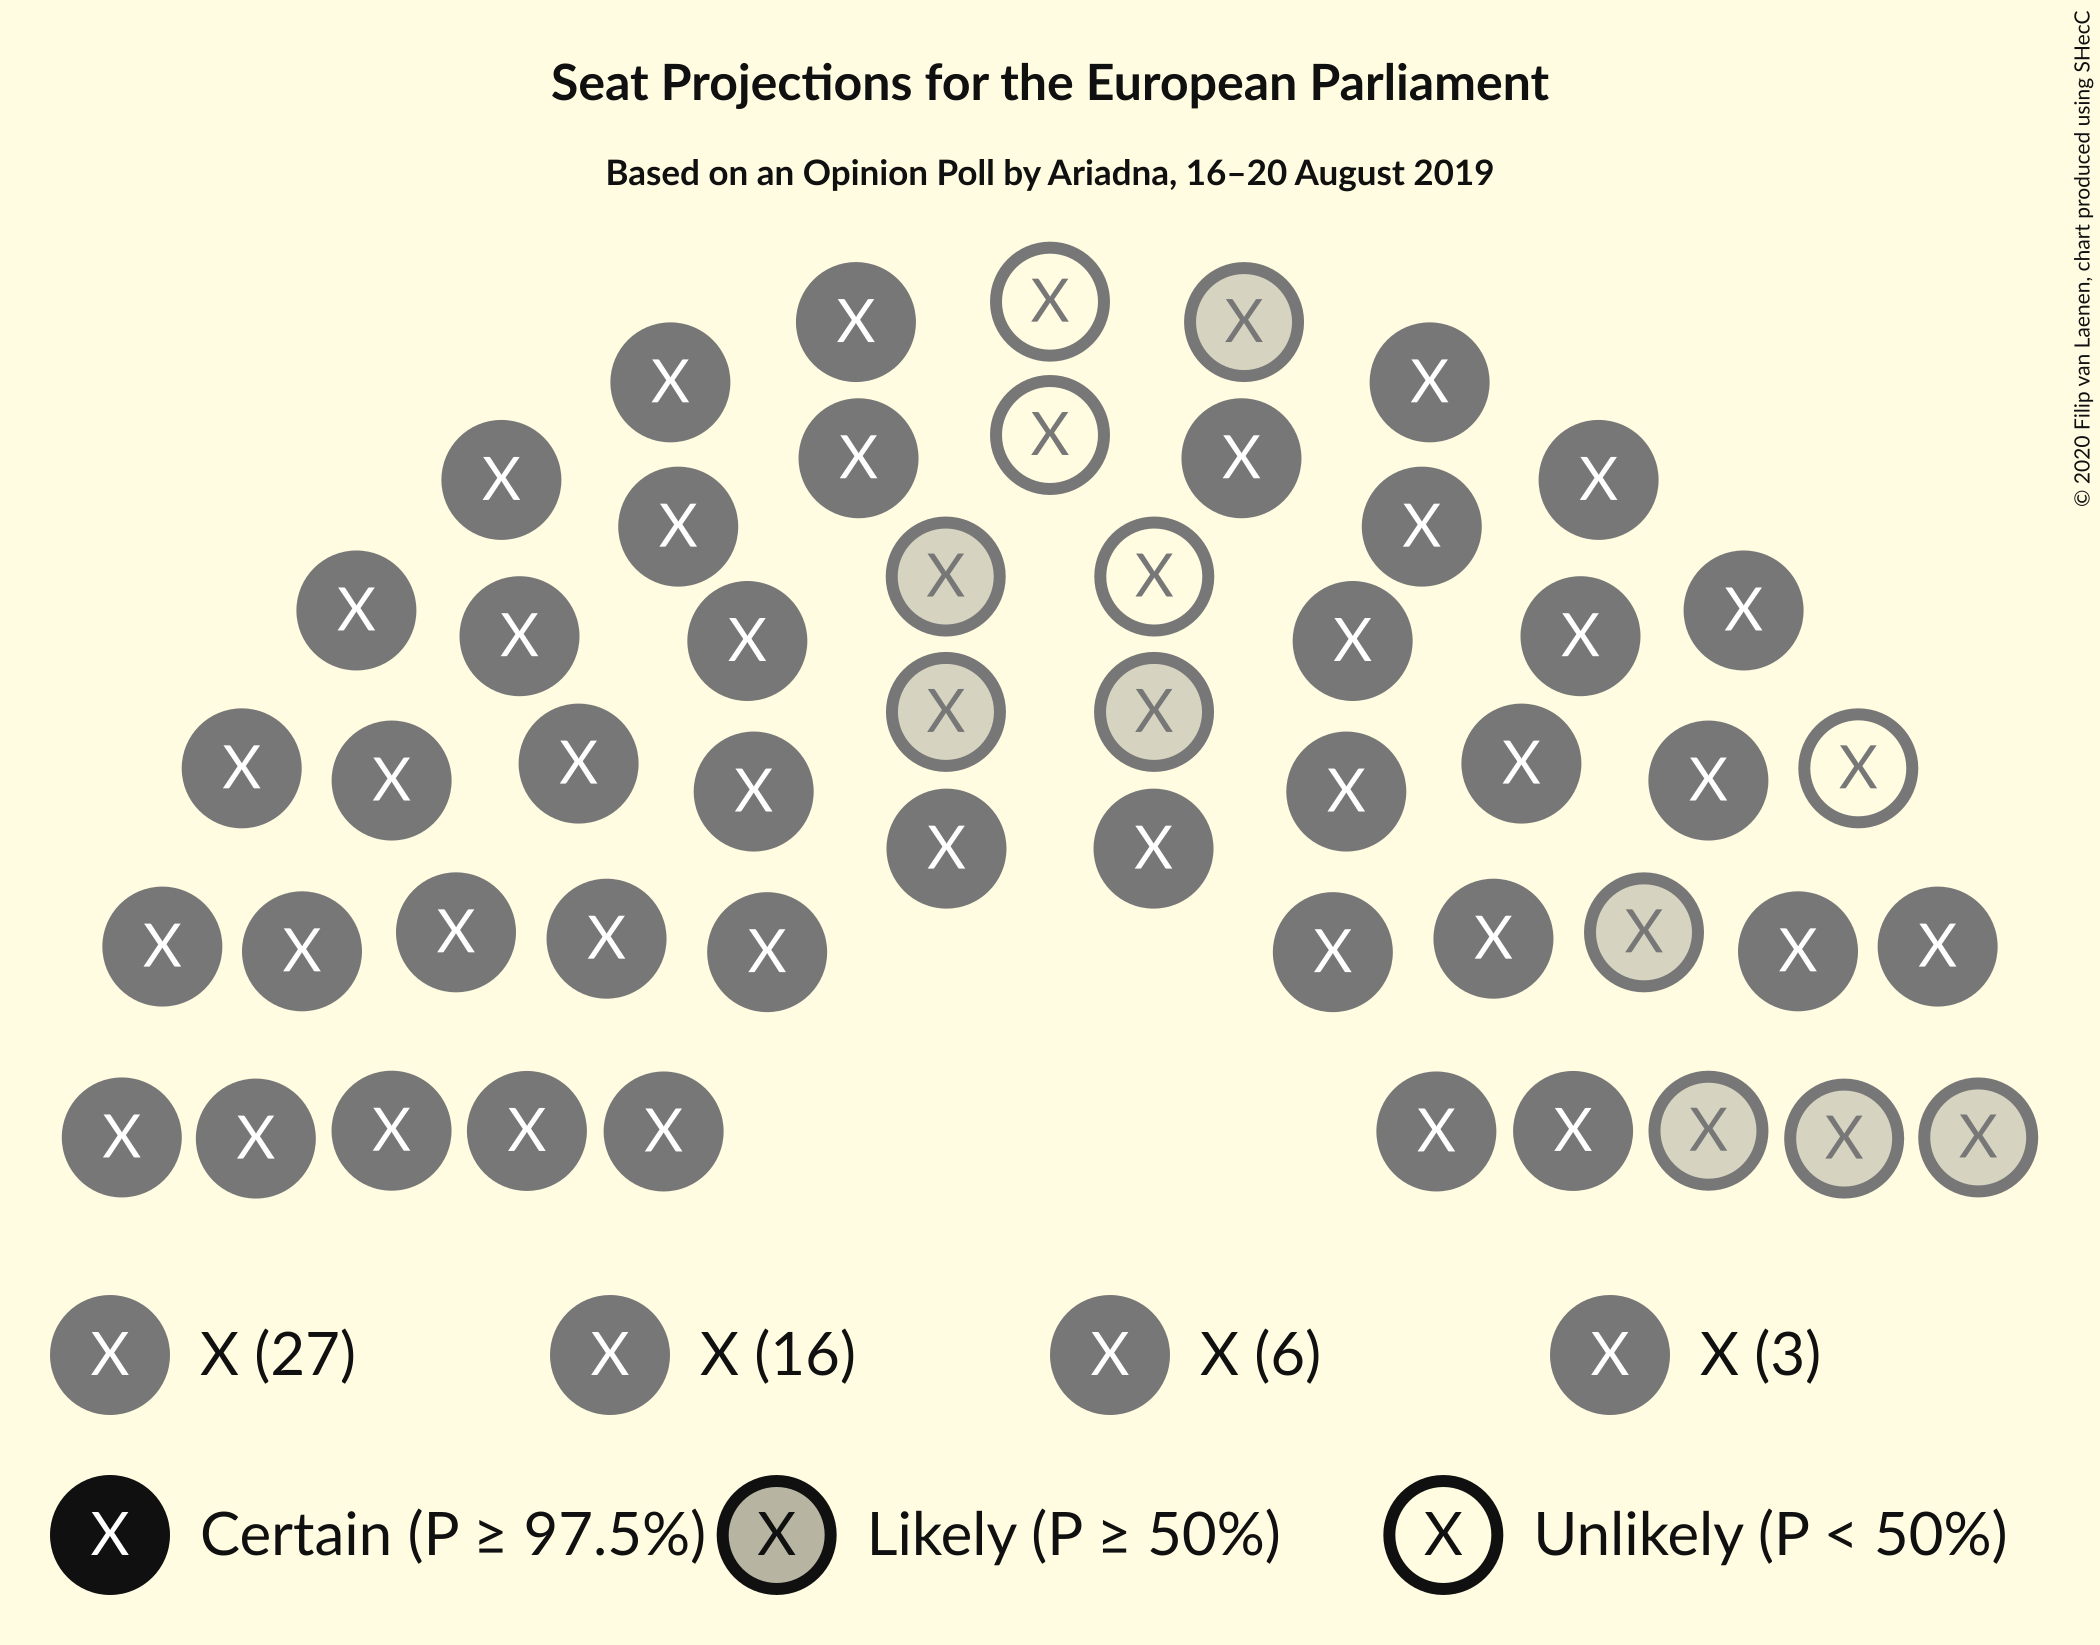 Seat Projections for the European Parliament
Based on an Opinion Poll by Ariadna, 16–20 August 2019
© 2020 Filip van Laenen, chart produced using SHecC
X X X
X X
X X X
X X
X X
X X
X X
X X
X X
X X
X X
X X
X X X X
X X
X X
X X
X X
X X
X X X X
X X
X X X X
X X
X X X X X X X X X X
X X (27) X X (16) X X (6) X X (3)
X Certain (P ≥ 97.5%) X Likely (P ≥ 50%) X Unlikely (P < 50%)